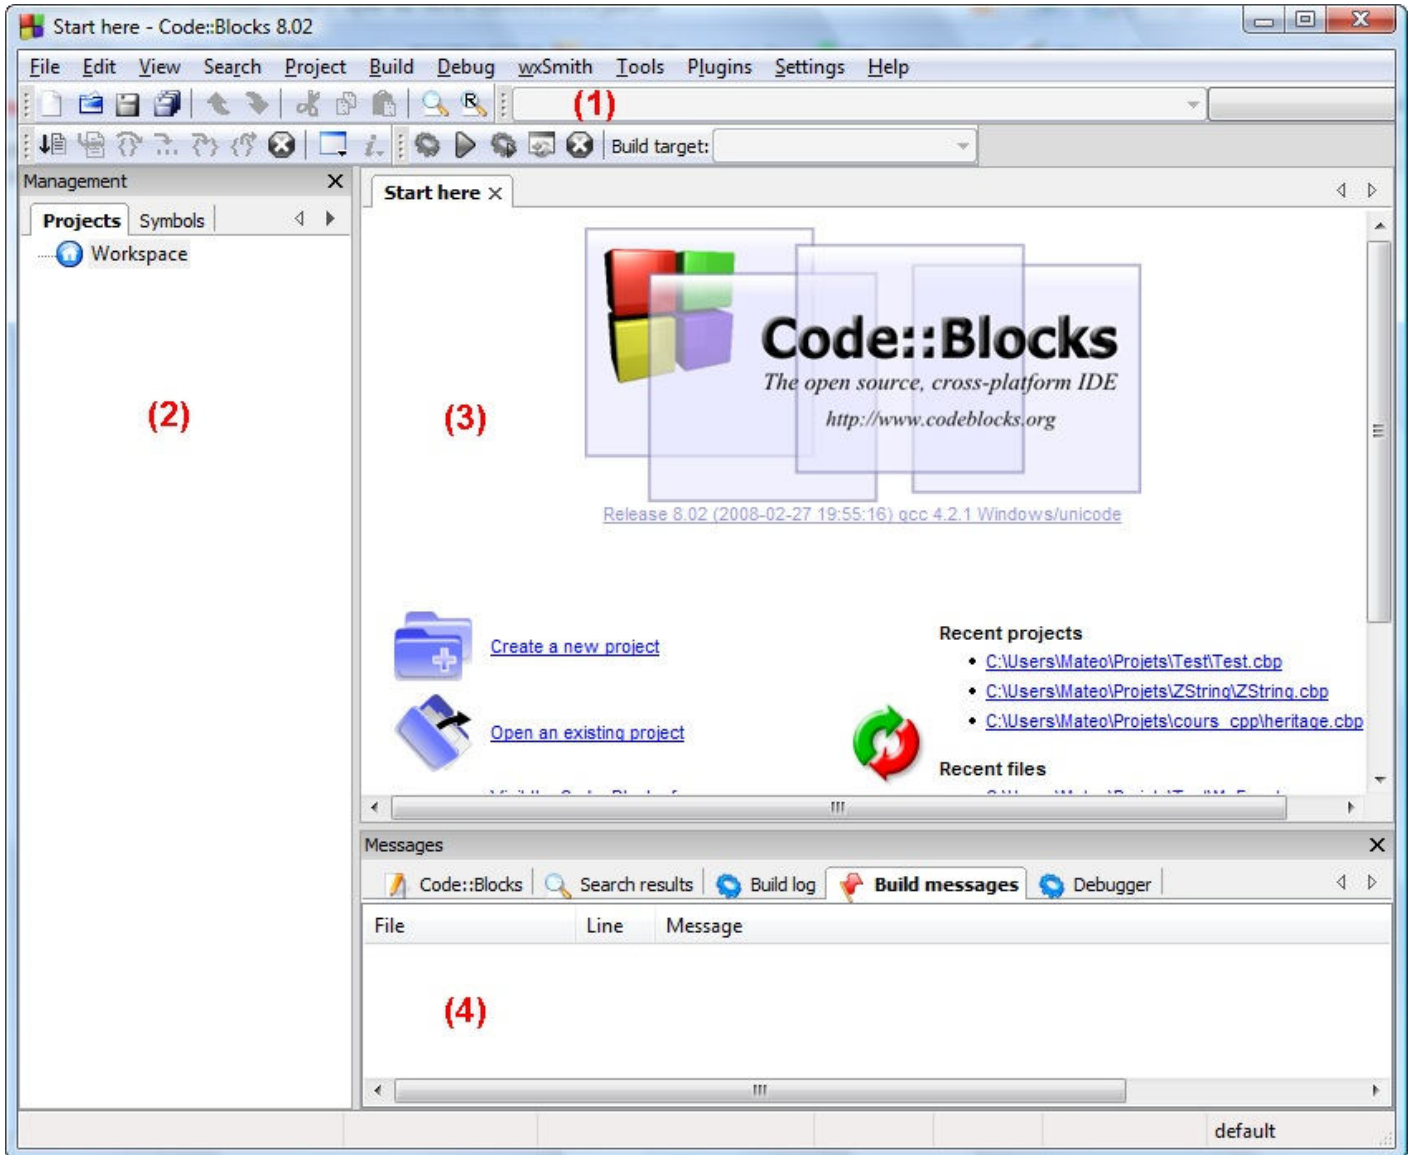 Start here - Code::Blocks 8.02
File Edit View Search Project Build Debug wxSmith Tools Plugins Settings Help
(1)
Build target:
Management
Projects Symbols
Workspace
(2)
Start here
Code::Blocks
The open source, cross-platform IDE
http://www.codeblocks.org
(3)
Release 8.02 (2008-02-27 19:55:16) gcc 4.2.1 Windows/unicode
Create a new project
Open an existing project
Recent projects
C:\Users\Mateo\Projets\Test\Test.cbp
C:\Users\Mateo\Projets\ZString\ZString.cbp
C:\Users\Mateo\Projets\cours_cpp\heritage.cbp
Recent files
Messages
Code::Blocks Search results Build log Build messages Debugger
File Line Message
(4)
default